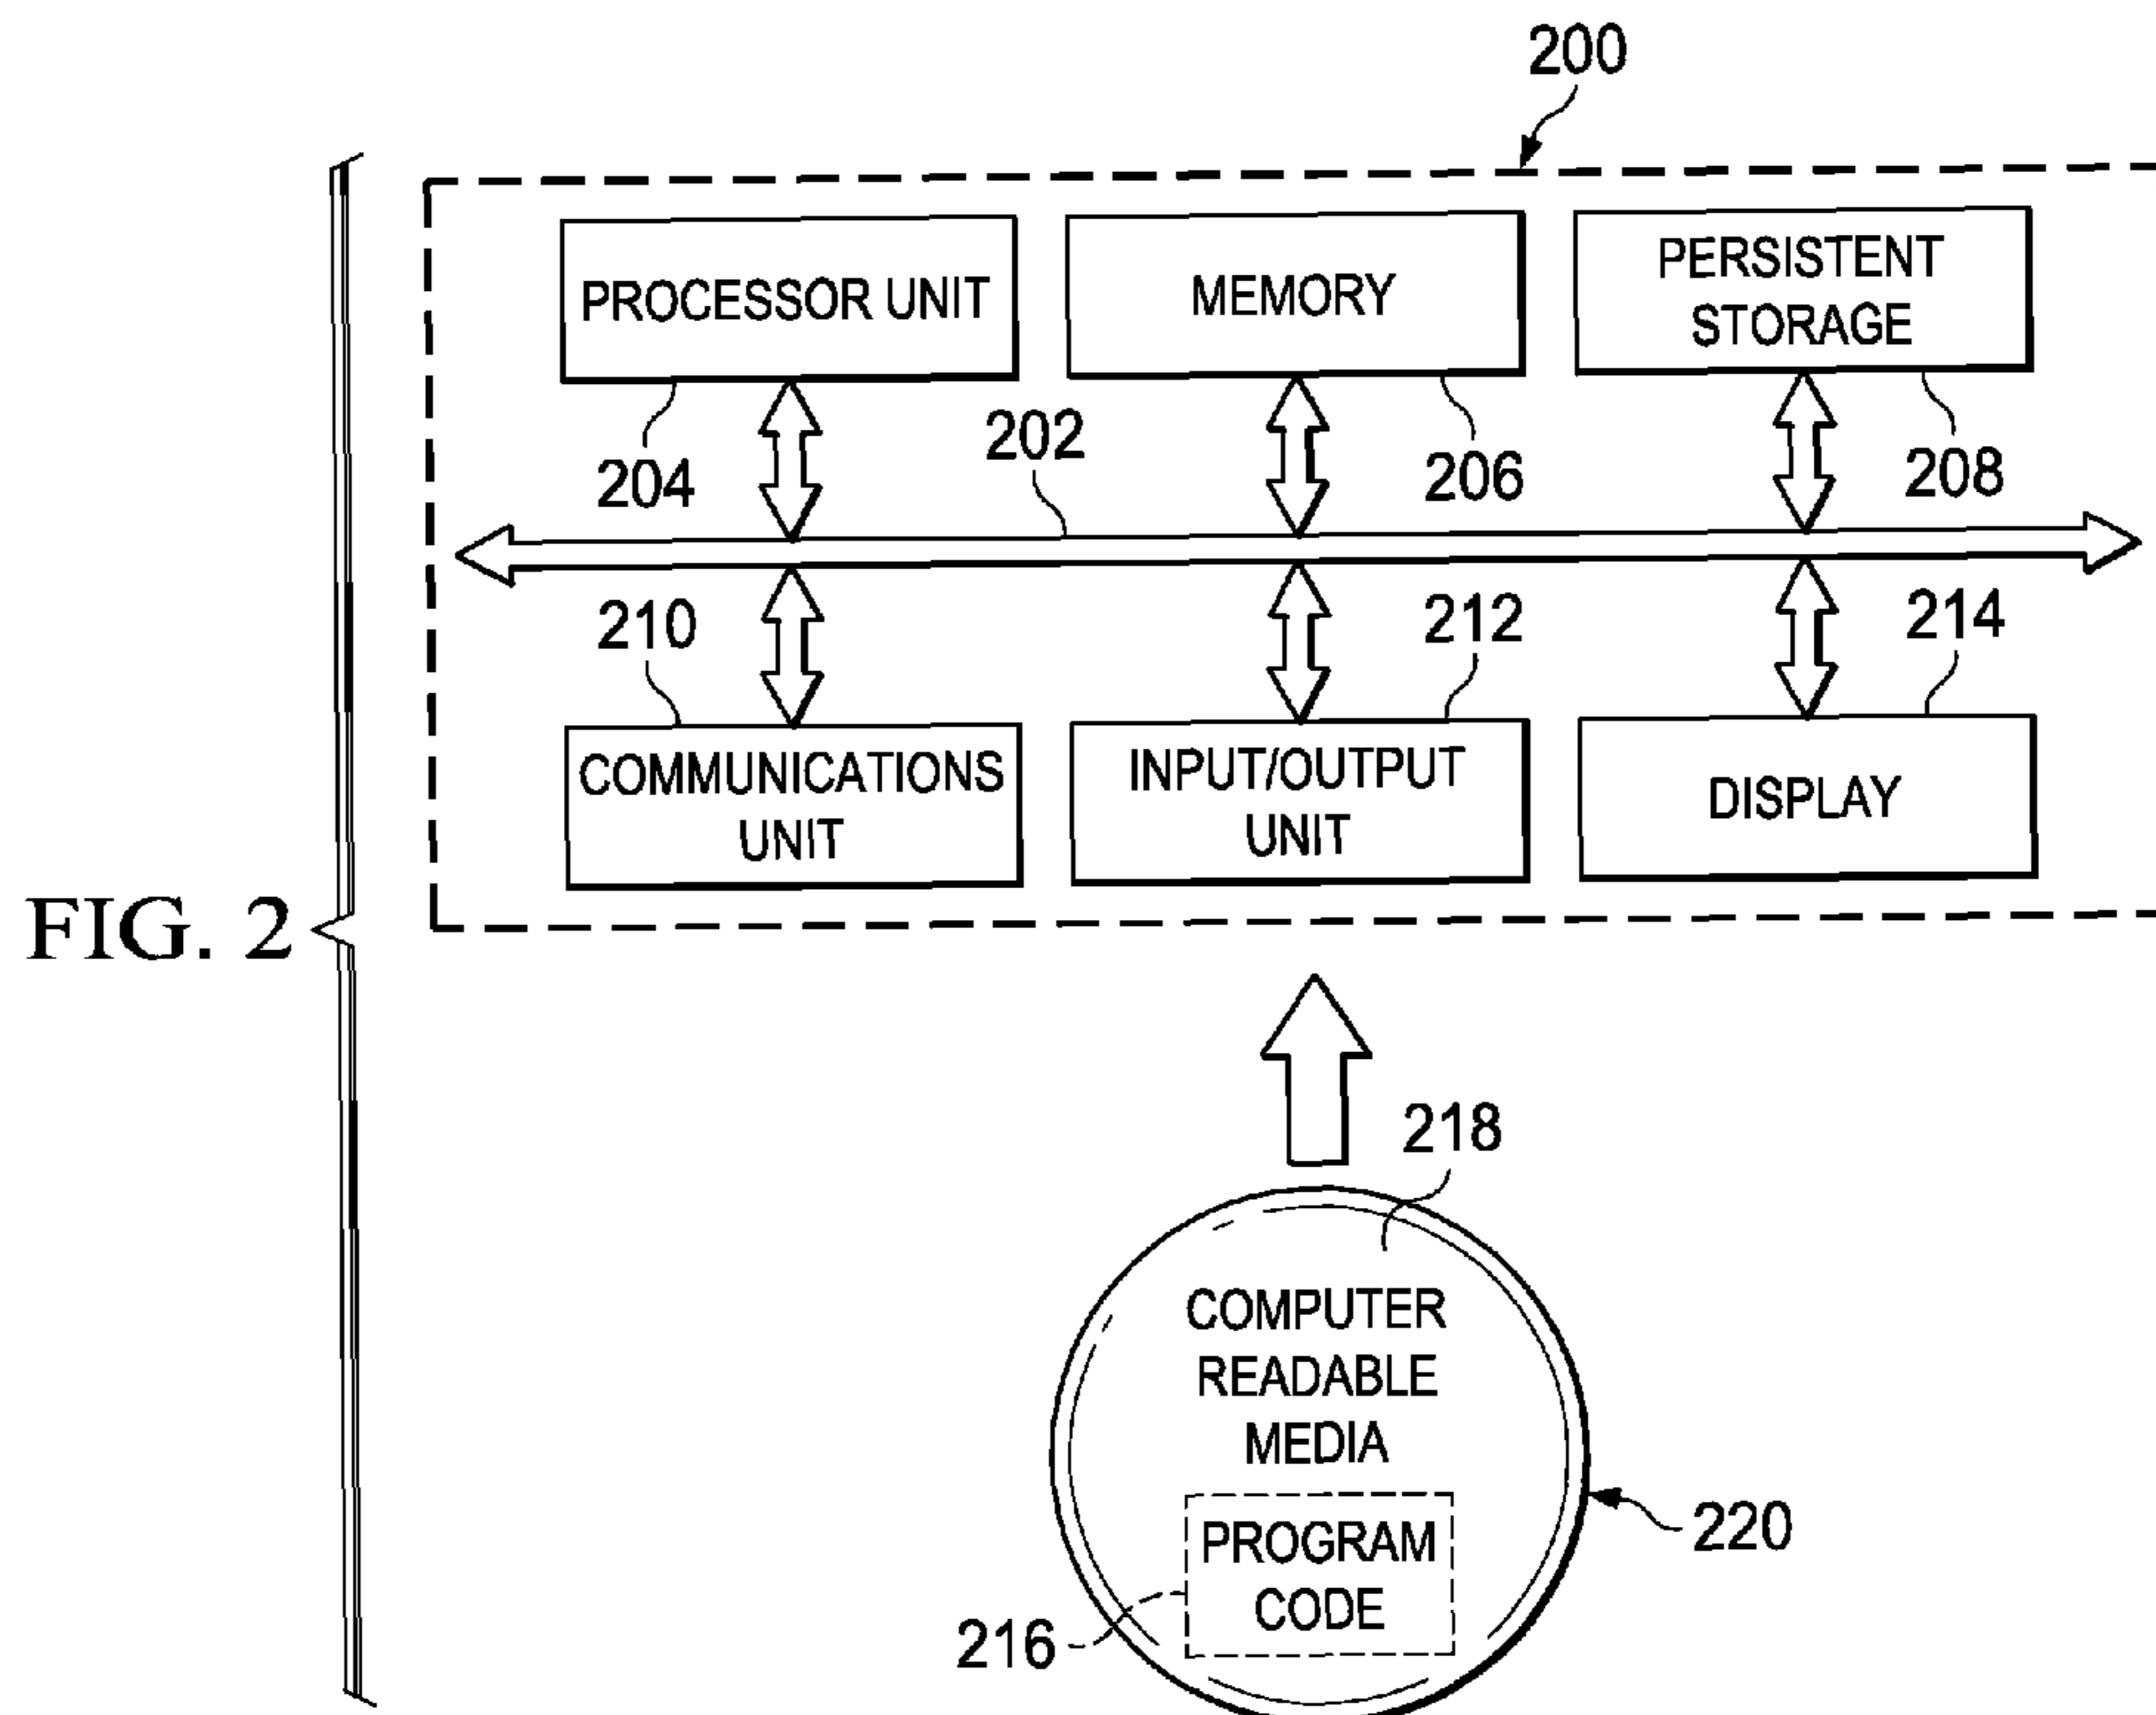 200
PROCESSOR UNIT
MEMORY
PERSISTENT
STORAGE
204
202
206
208
210
212
214
COMMUNICATIONS
UNIT
INPUT/OUTPUT
UNIT
DISPLAY
FIG. 2
218
COMPUTER
READABLE
MEDIA
PROGRAM
CODE
220
216